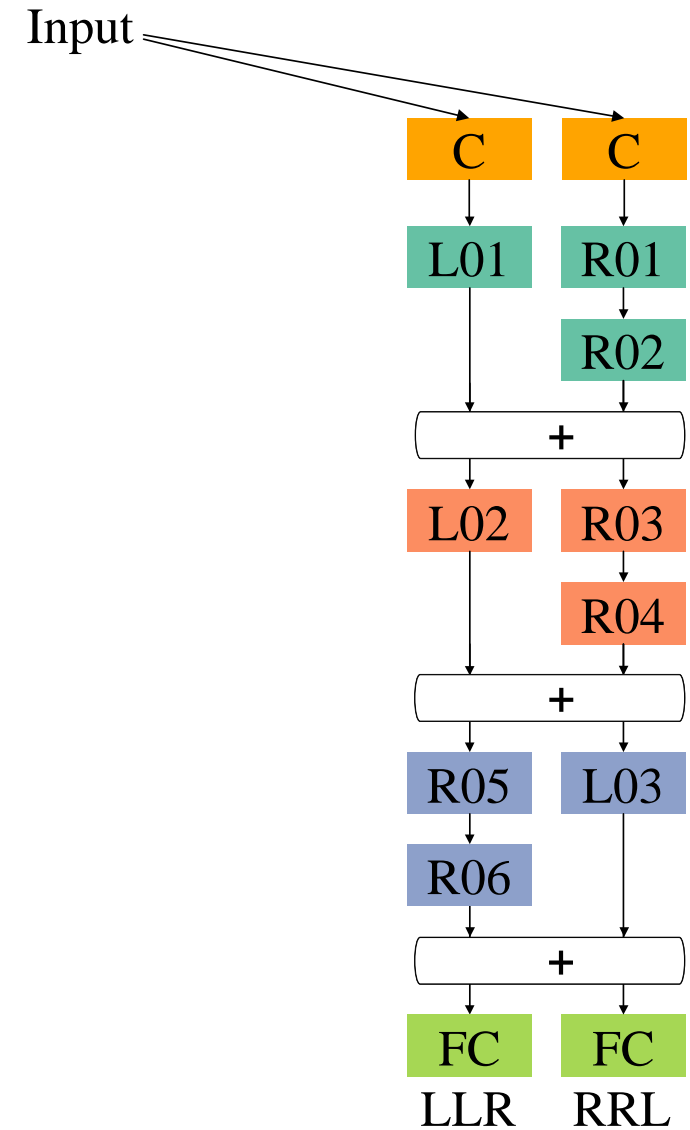 Input
C C
L01 R01
R02
+
L02 R03
R04
+
R05 L03
R06
+
FC FC
LLR RRL